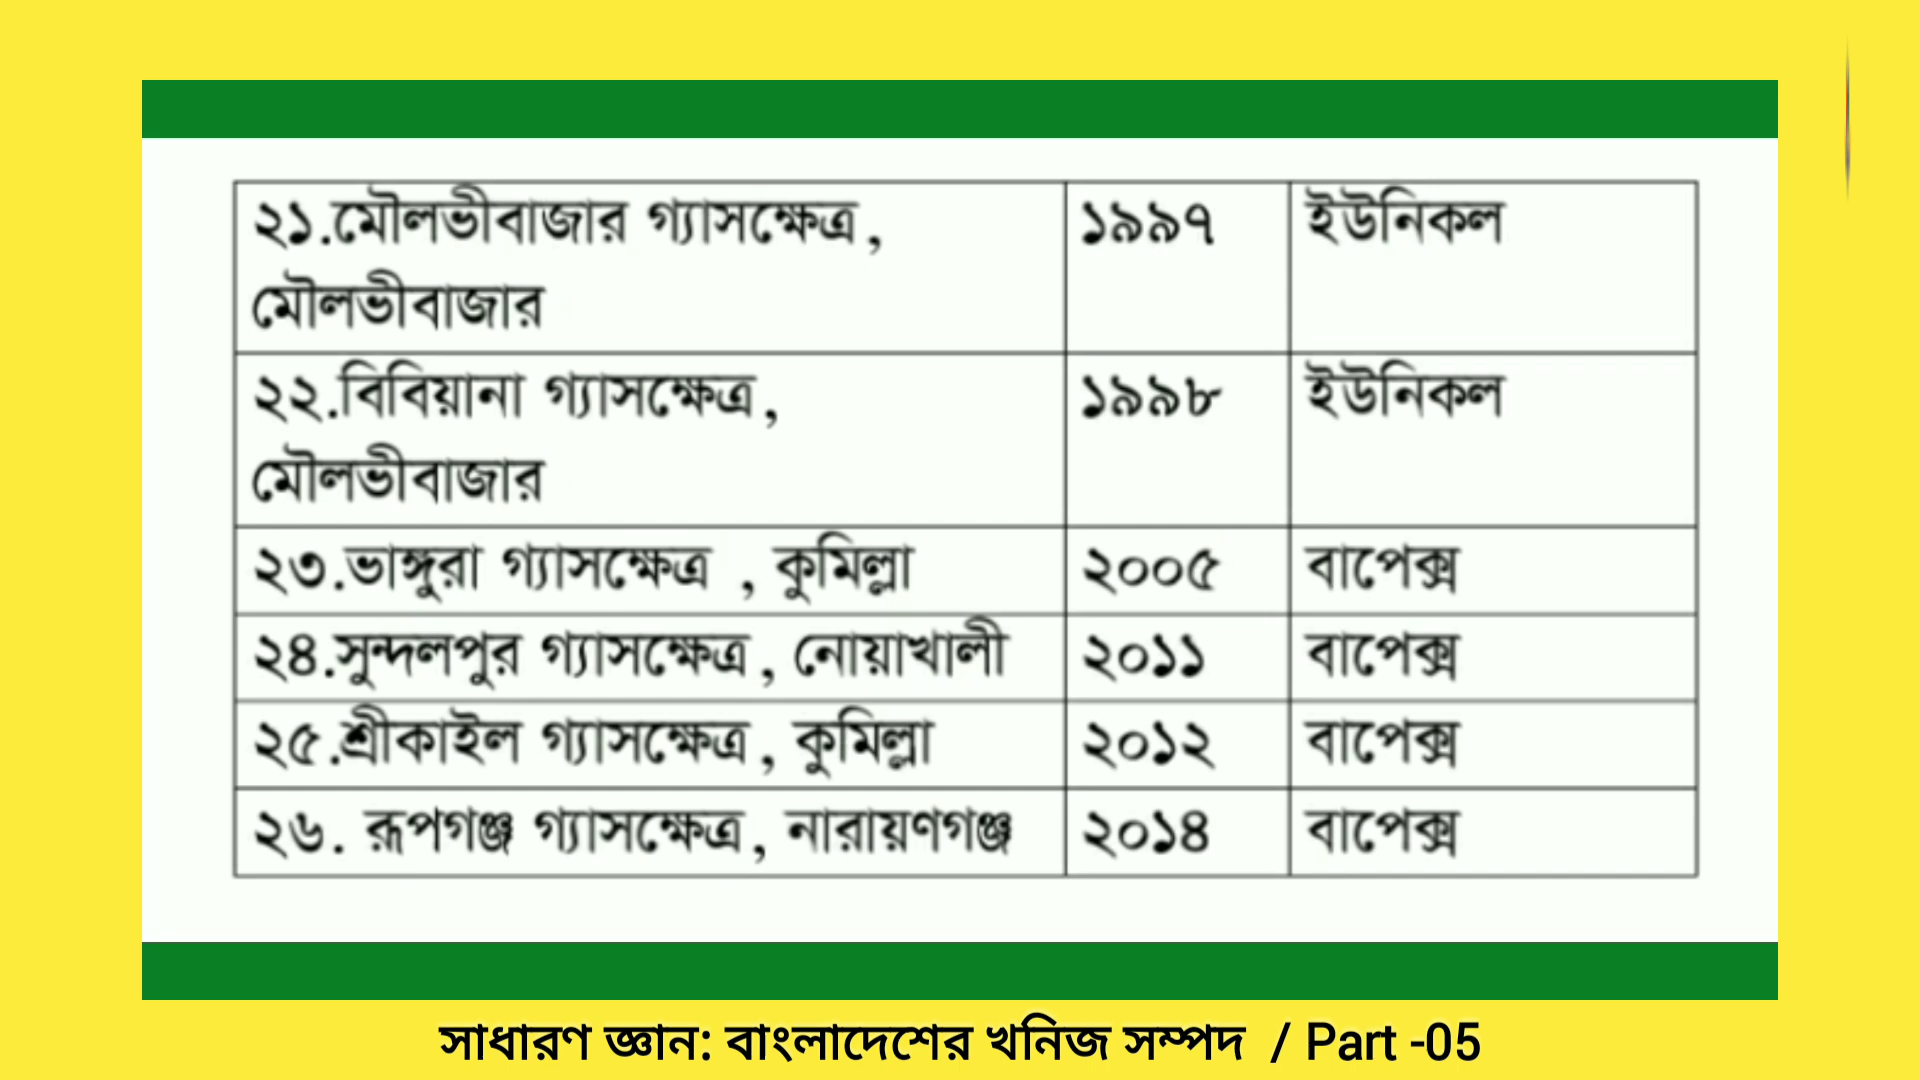 ২১.মৌলভীবাজার গ্যাসক্ষেত্র, ১৯৯৭ ইউনিকল
মৌলভীবাজার
২২.বিবিয়ানা গ্যাসক্ষেত্র, ১৯৯৮ ইউনিকল
মৌলভীবাজার
২৩.ভাঙ্গুরা গ্যাসক্ষেত্র , কুমিল্লা ২০০৫ বাপেক্স
২৪.সুন্দলপুর গ্যাসক্ষেত্র, নোয়াখালী ২০১১ বাপেক্স
২৫.শ্রীকাইল গ্যাসক্ষেত্র, কুমিল্লা ২০১২ বাপেক্স
২৬. রূপগঞ্জ গ্যাসক্ষেত্র, নারায়ণগঞ্জ ২০১৪ বাপেক্স
সাধারণ জ্ঞান: বাংলাদেশের খনিজ সম্পদ / Part -05